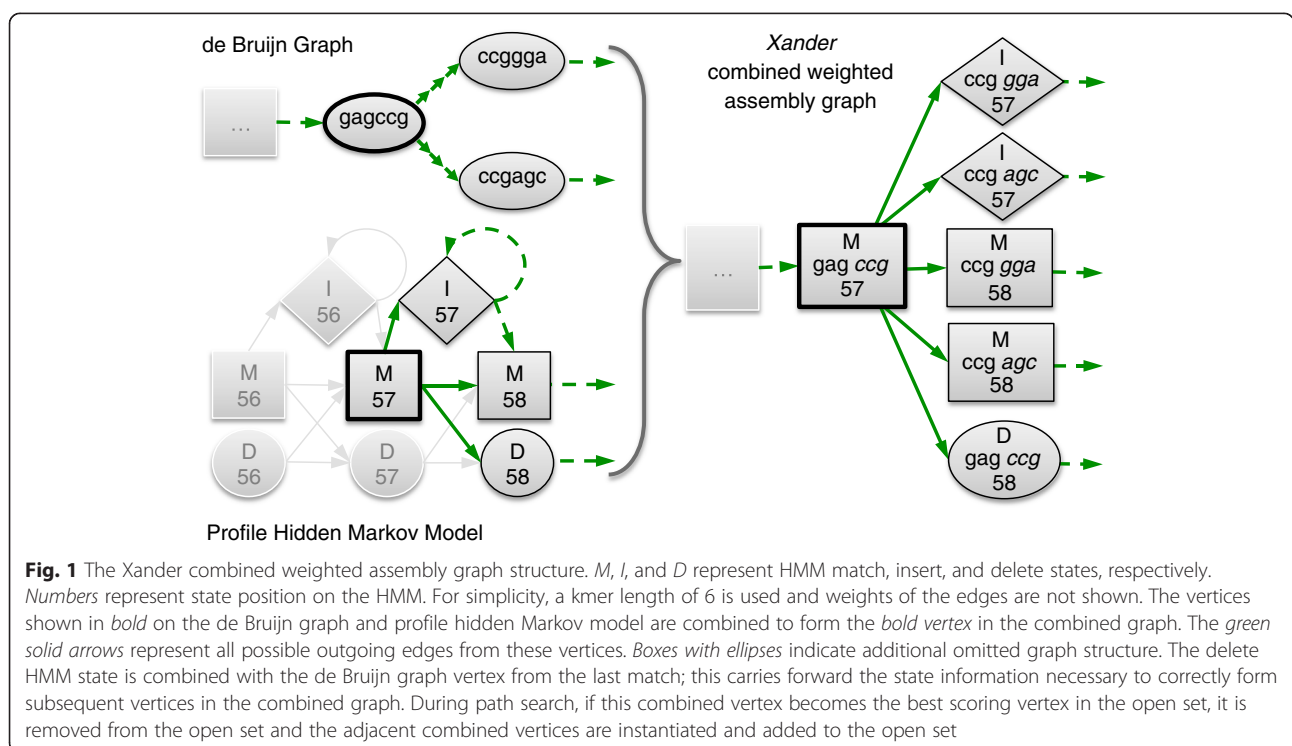 de Bruijn Graph
ccggga
...
gagccg
ccgagc
I
56
I
57
M
56
M
57
M
58
D
56
D
57
D
58
Profile Hidden Markov Model
Xander
combined weighted
assembly graph
I
ccg gga
57
I
ccg agc
57
...
M
gag ccg
57
M
ccg gga
58
M
ccg agc
58
D
gag ccg
58
Fig. 1 The Xander combined weighted assembly graph structure. M, I, and D represent HMM match, insert, and delete states, respectively.
Numbers represent state position on the HMM. For simplicity, a kmer length of 6 is used and weights of the edges are not shown. The vertices
shown in bold on the de Bruijn graph and profile hidden Markov model are combined to form the bold vertex in the combined graph. The green
solid arrows represent all possible outgoing edges from these vertices. Boxes with ellipses indicate additional omitted graph structure. The delete
HMM state is combined with the de Bruijn graph vertex from the last match; this carries forward the state information necessary to correctly form
subsequent vertices in the combined graph. During path search, if this combined vertex becomes the best scoring vertex in the open set, it is
removed from the open set and the adjacent combined vertices are instantiated and added to the open set